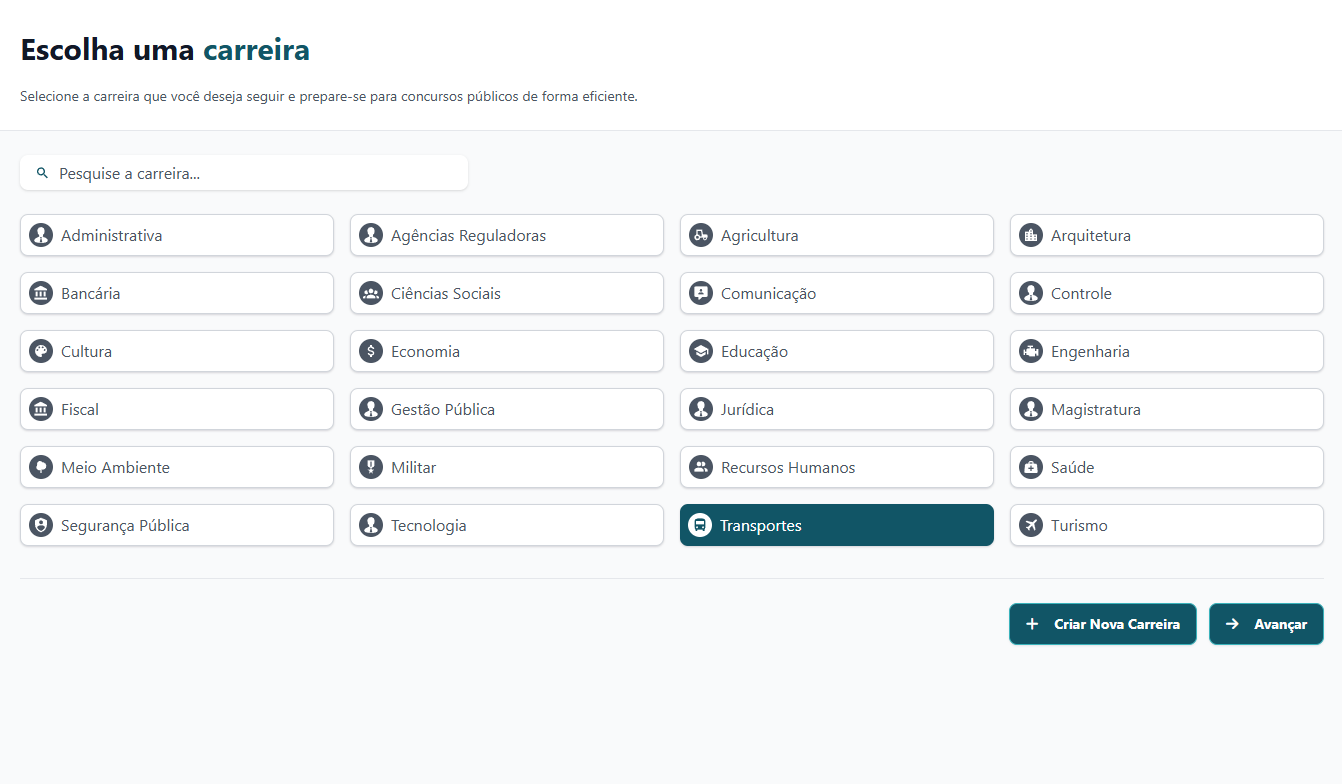 Escolha uma carreira
Selecione a carreira que você deseja seguir e prepare-se para concursos públicos de forma eficiente.
Pesquise a carreira...
Administrativa
Agências Reguladoras
Agricultura
Arquitetura
Bancária
Ciências Sociais
Comunicação
Controle
Cultura
Economia
Educação
Engenharia
Fiscal
Gestão Pública
Jurídica
Magistratura
Meio Ambiente
Militar
Recursos Humanos
Saúde
Segurança Pública
Tecnologia
Transportes
Turismo
Criar Nova Carreira
Avançar